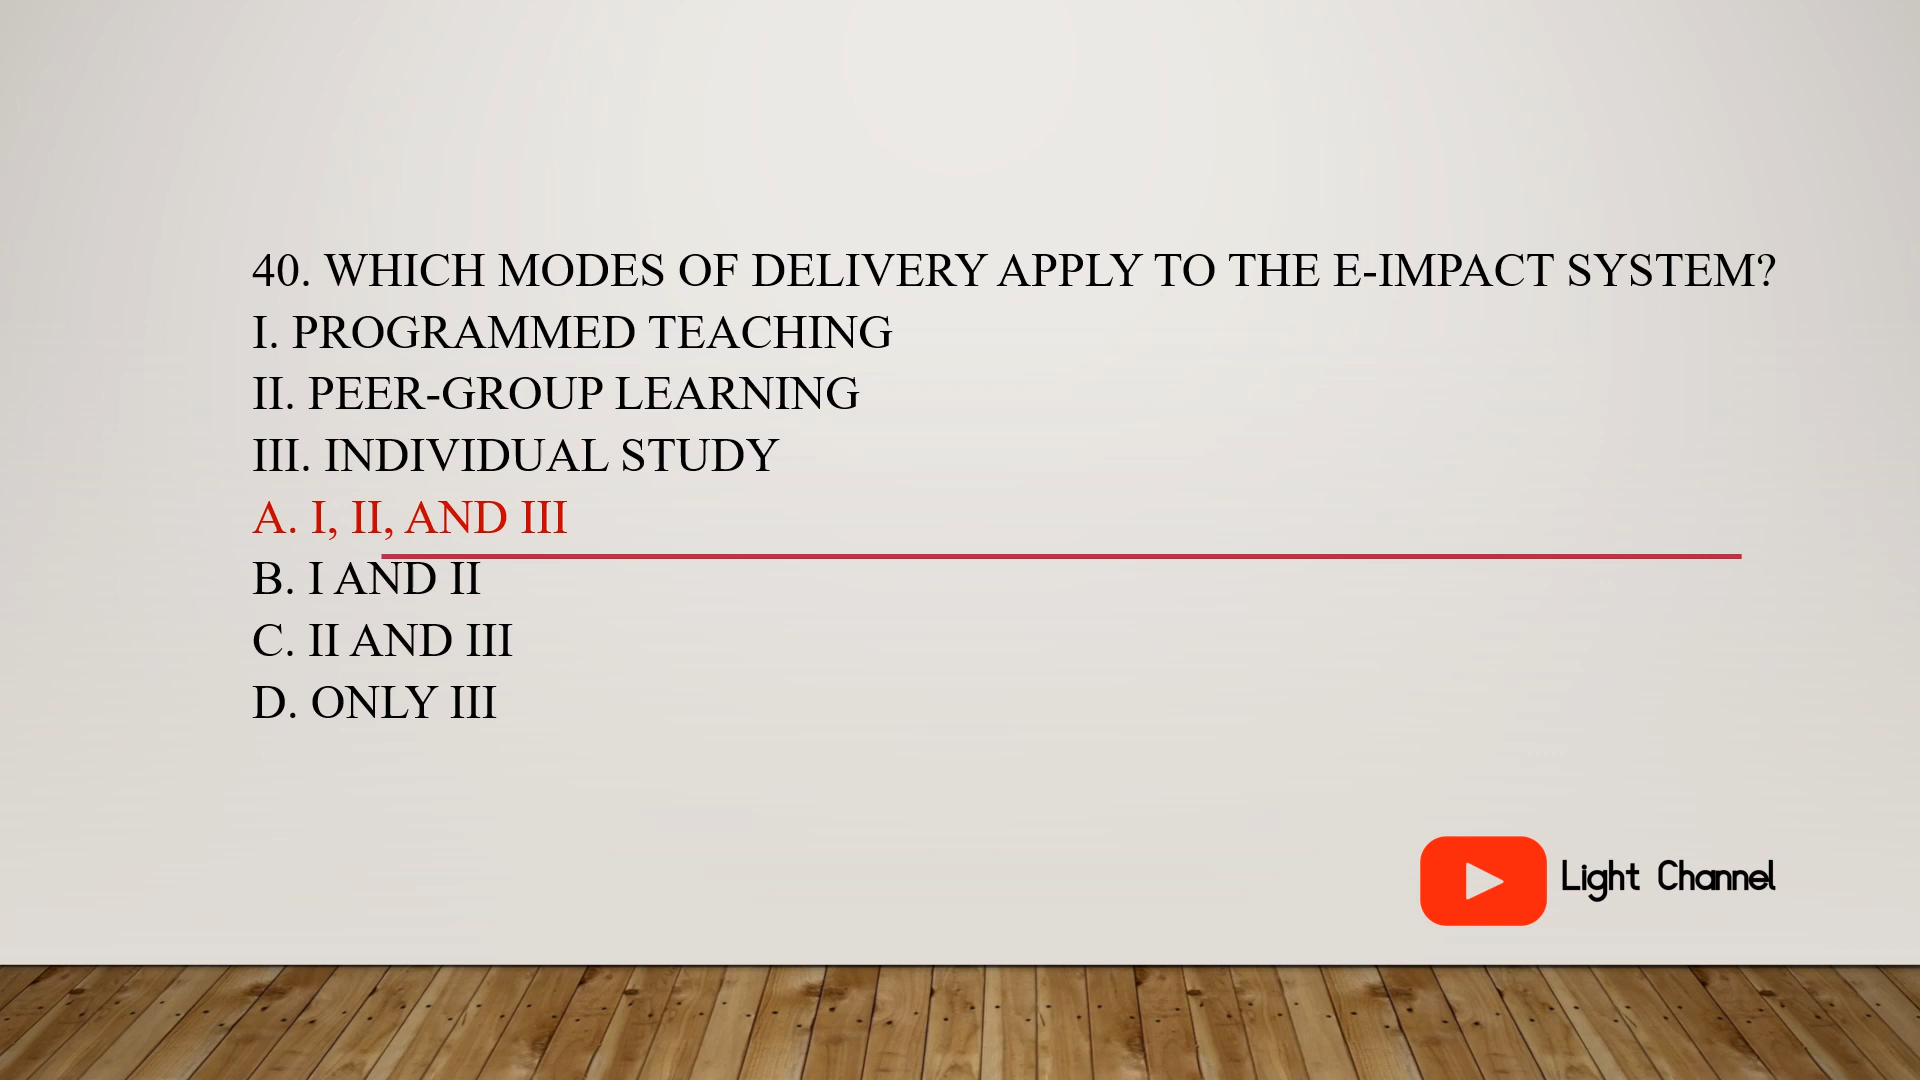 40. WHICH MODES OF DELIVERY APPLY TO THE E-IMPACT SYSTEM?
I. PROGRAMMED TEACHING
II. PEER-GROUP LEARNING
III. INDIVIDUAL STUDY
A. I, II, AND III
B. I AND II
C. II AND III
D. ONLY III
Light Channel